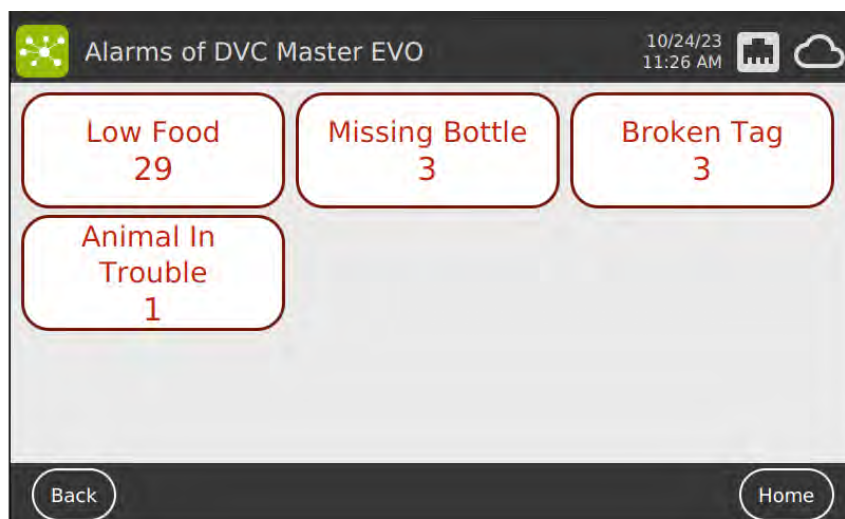 Alarms of DVC Master EVO
10/24/23
11:26 AM
Low Food
29
Missing Bottle
3
Broken Tag
3
Animal In
Trouble
1
Back
Home